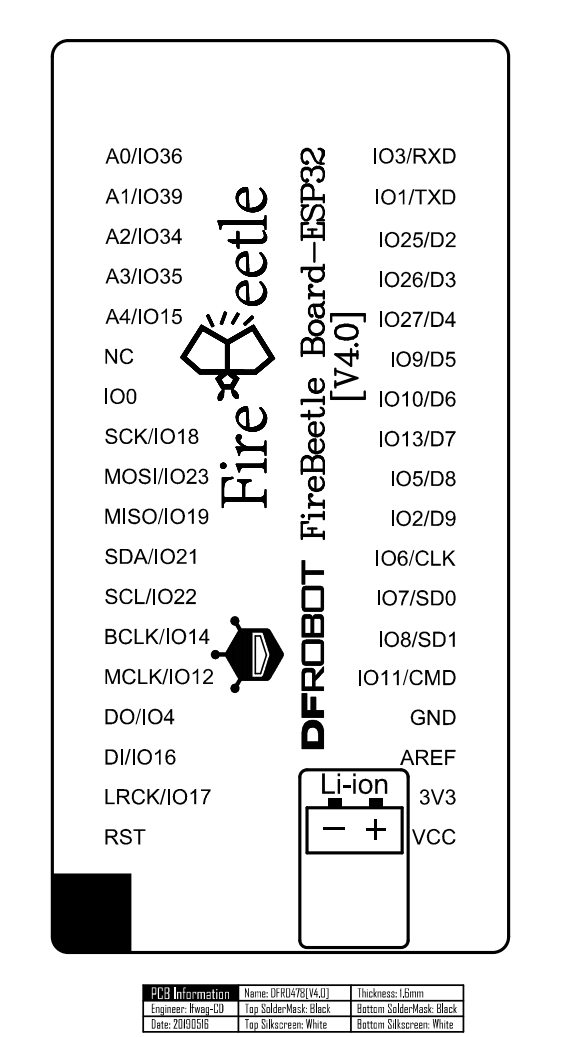 A0/IO36
A1/IO39
A2/IO34
A3/IO35
A4/IO15
NC
IO0
SCK/IO18
MOSI/IO23
MISO/IO19
SDA/IO21
SCL/IO22
BCLK/IO14
MCLK/IO12
DO/IO4
DI/IO16
LRCK/IO17
RST
Fire eetle
DFROBOT FireBeetle Board-ESP32
[V4.0]
IO3/RXD
IO1/TXD
IO25/D2
IO26/D3
IO27/D4
IO9/D5
IO10/D6
IO13/D7
IO5/D8
IO2/D9
IO6/CLK
IO7/SD0
IO8/SD1
IO11/CMD
GND
AREF
3V3
VCC
Li-ion
− +
PCB Information Name: DFR0478[V4.0] Thickness: 1.6mm
Engineer: lfwag-CD Top SolderMask: Black Bottom SolderMask: Black
Date: 20190516 Top Silkscreen: White Bottom Silkscreen: White